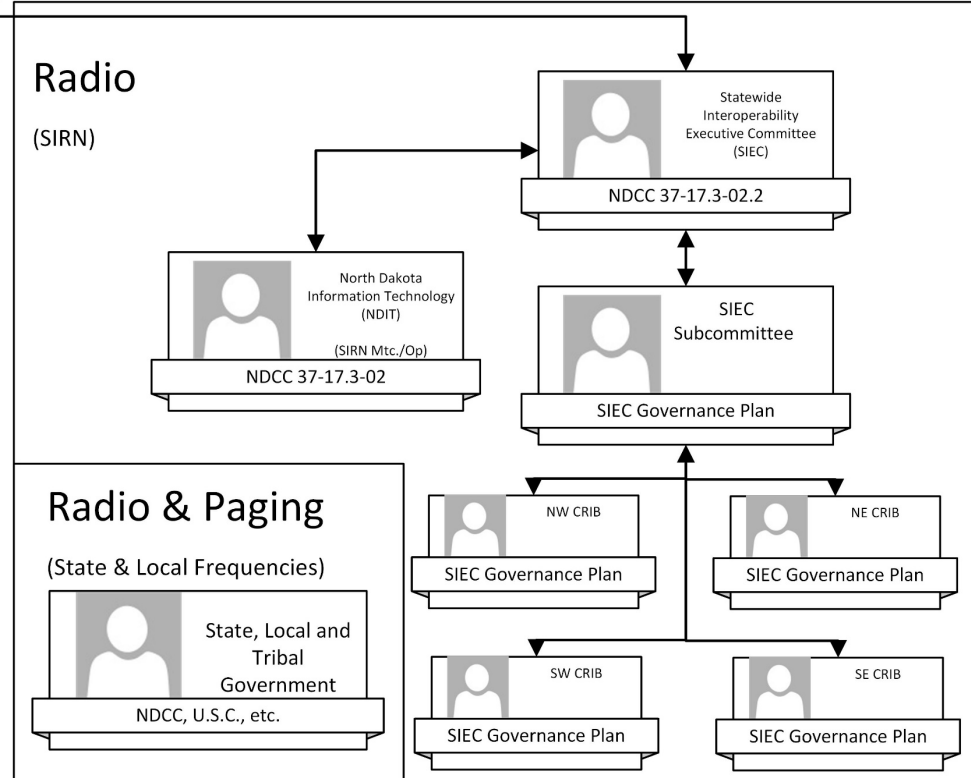 Radio
(SIRN)
Statewide
Interoperability
Executive Committee
(SIEC)
NDCC 37-17.3-02.2
North Dakota
Information Technology
(NDIT)
(SIRN Mtc./Op)
NDCC 37-17.3-02
SIEC
Subcommittee
SIEC Governance Plan
NW CRIB
SIEC Governance Plan
NE CRIB
SIEC Governance Plan
SW CRIB
SIEC Governance Plan
SE CRIB
SIEC Governance Plan
Radio & Paging
(State & Local Frequencies)
State, Local and
Tribal
Government
NDCC, U.S.C., etc.